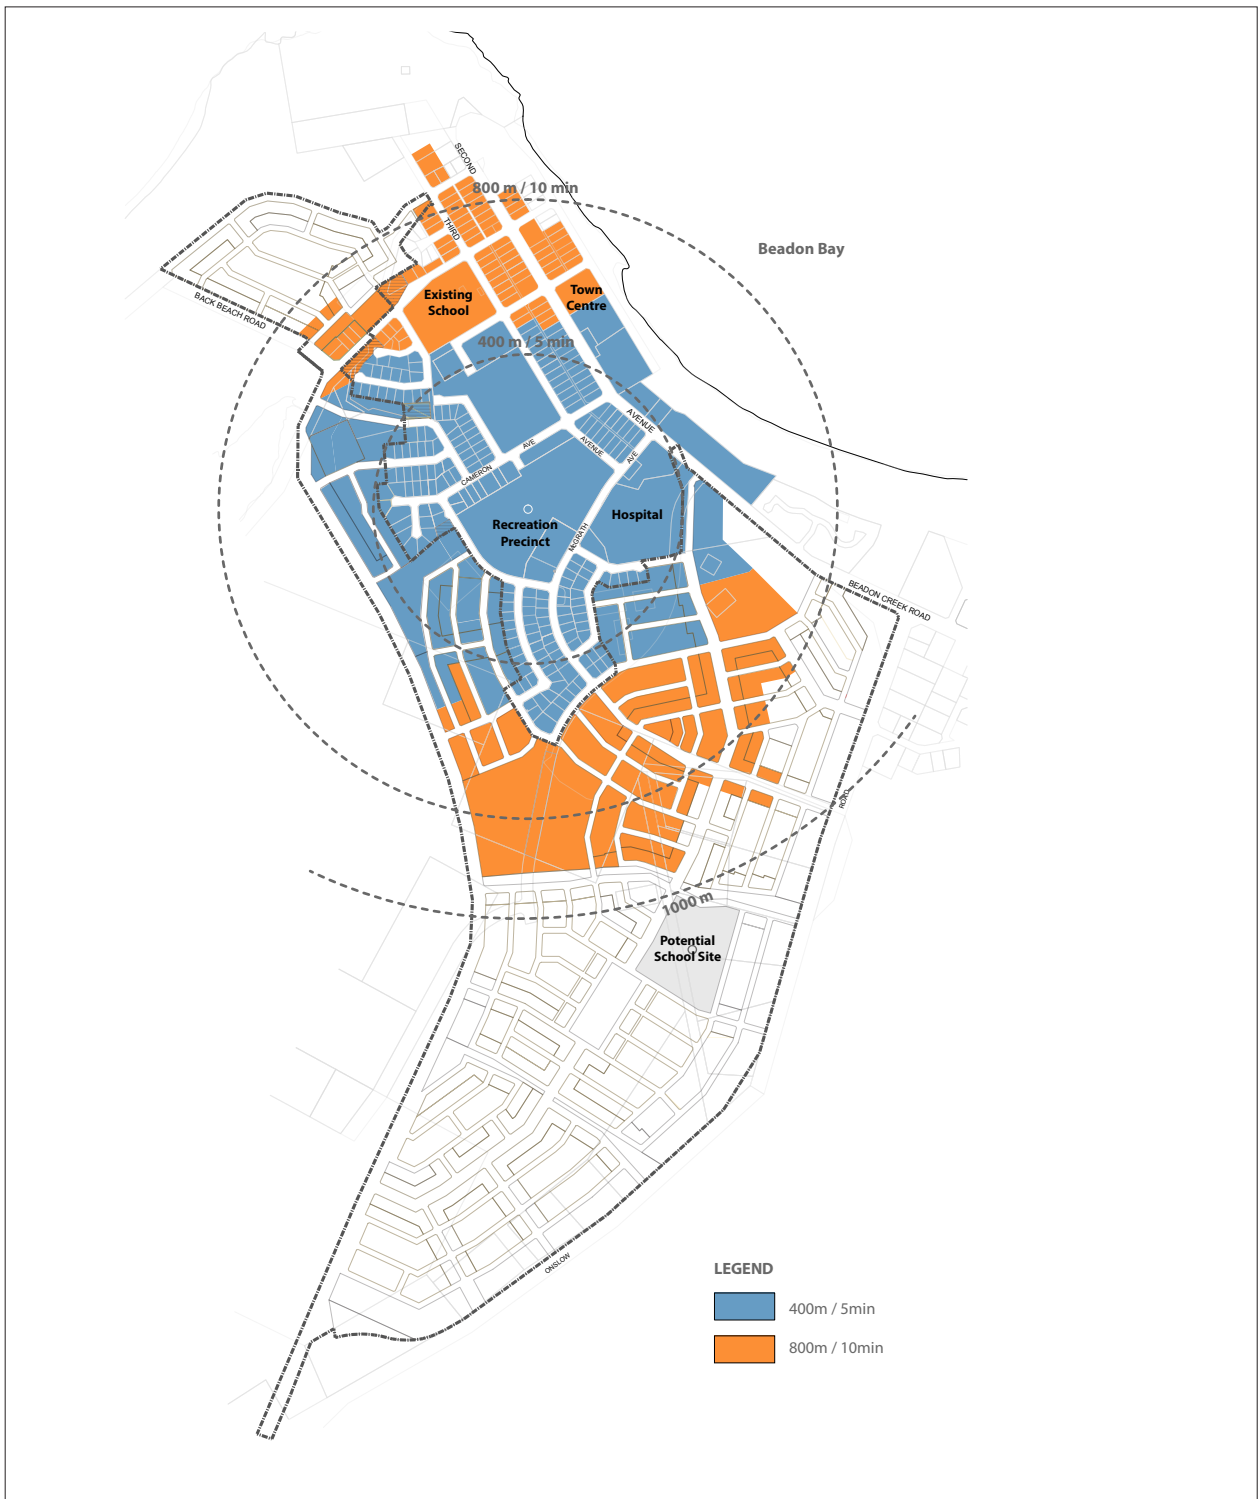 SECOND
800 m / 10 min
THIRD
Beadon Bay
BACK BEACH ROAD
Existing
School
Town
Centre
400 m / 5 min
AVENUE
AVENUE
AVE
AVE
CAMERON
Recreation
Precinct
McGRATH
Hospital
BEADON CREEK ROAD
ROAD
1000 m
Potential
School Site
ONSLOW
LEGEND
400m / 5min
800m / 10min